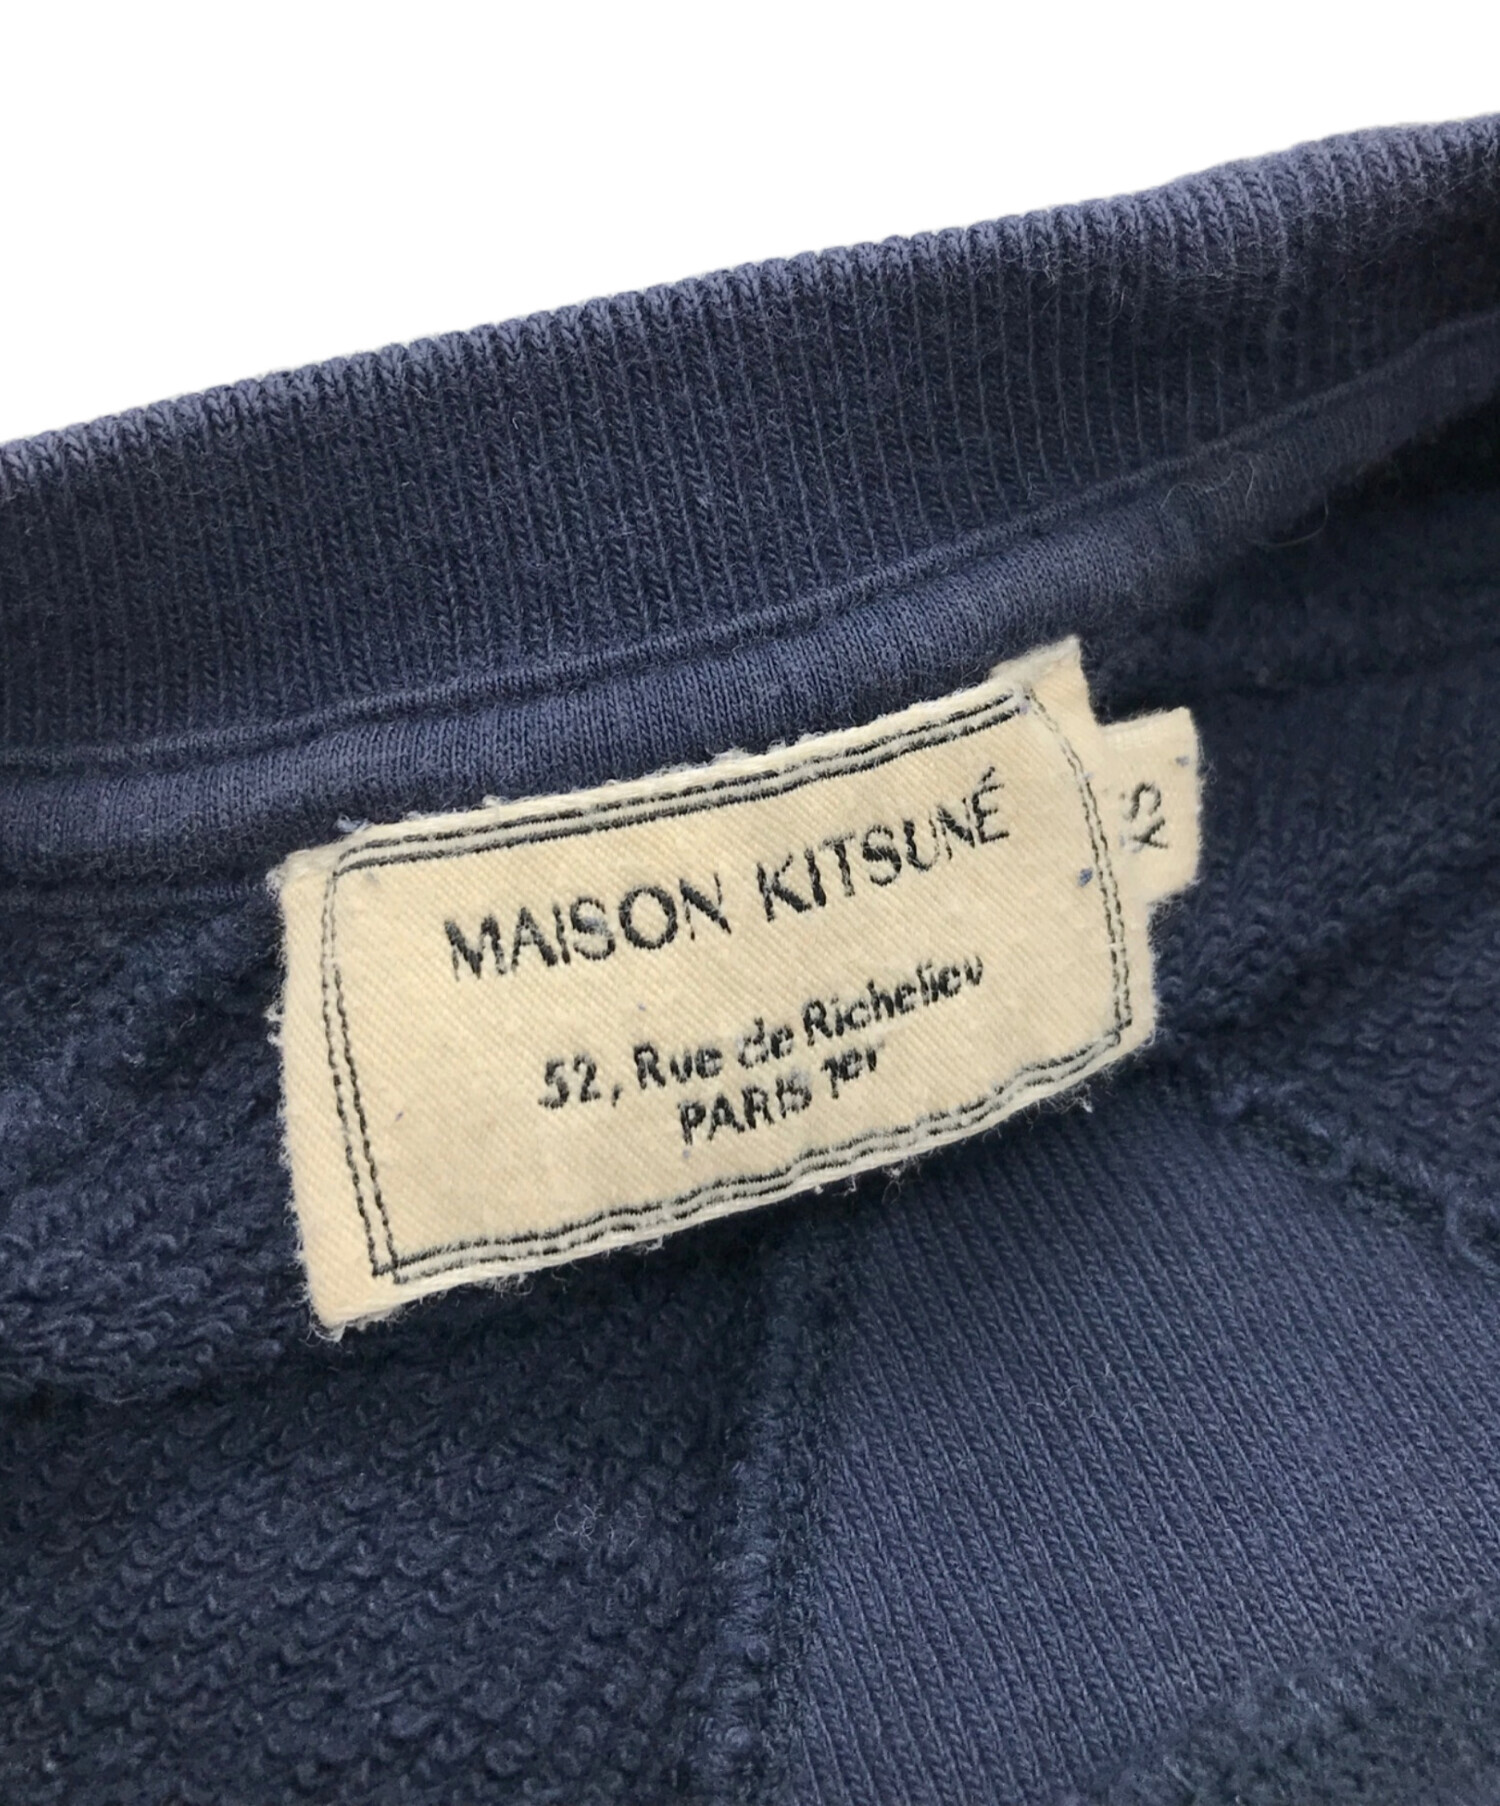 MAISON KITSUNÉ
52, Rue de Richelieu
PARIS 1er
XS